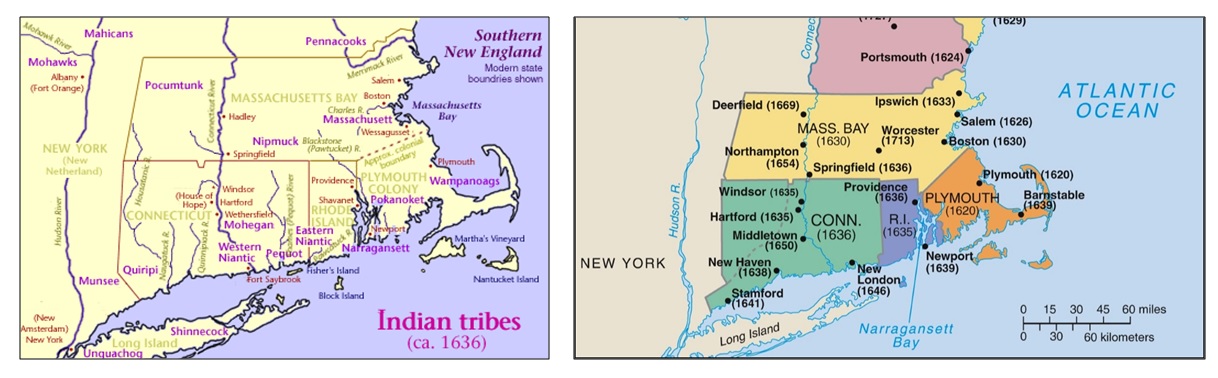 Mohawk River
Mahicans
Pennacooks
Southern
New England
Modern state
boundaries shown
Mohawks
Albany
(Fort Orange)
Merrimack River
Pocumtunk
Salem
MASSACHUSETTS BAY
Boston
Massachusetts
Bay
Connecticut River
Hadley
Charles R.
Massachusett
Wessagusset
NEW YORK
(New
Netherland)
Nipmuck
Blackstone
(Pawtucket) R.
Approx. colonial
boundary
Springfield
Plymouth
Housatonic R.
Providence
PLYMOUTH
COLONY
Wampanoags
(House of
Hope)
Windsor
Hartford
Wethersfield
Shavanet
Pokanoket
Hudson River
CONNECTICUT
Mohegan
RHODE
ISLAND
Newport
Naugatuck R.
Quinnipiack R.
Thames (Pequot) River
Eastern
Niantic
Pawcatuck R.
Narragansett
Martha's Vineyard
Western
Niantic
Pequot
Quiripi
Munsee
Fort Saybrook
Fisher's Island
Block Island
Nantucket Island
(New
Amsterdam)
New York
Shinnecock
Long Island
Unquachog
Indian tribes
(ca. 1636)
(1629)
Portsmouth (1624)
Deerfield (1669)
Ipswich (1633)
ATLANTIC
OCEAN
MASS. BAY
(1630)
Worcester
(1713)
Salem (1626)
Boston (1630)
Northampton
(1654)
Springfield (1636)
Windsor (1635)
Providence
(1636)
Plymouth (1620)
PLYMOUTH
(1620)
Barnstable
(1639)
Hudson R.
Hartford (1635)
CONN.
(1636)
R.I.
(1635)
Middletown
(1650)
NEW YORK
New Haven
(1638)
Newport
(1639)
New
London
(1646)
Stamford
(1641)
Long Island
Narragansett
Bay
0 15 30 45 60 miles
0 30 60 kilometers